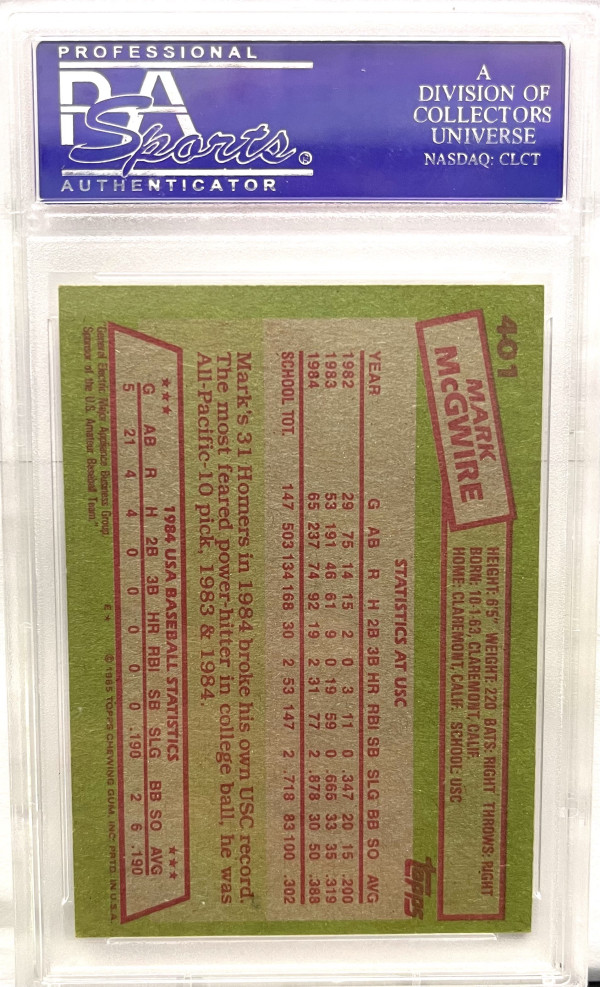 PROFESSIONAL
PSA
Sports®
AUTHENTICATOR
A
DIVISION OF
COLLECTORS
UNIVERSE
NASDAQ: CLCT
401
MARK
McGWIRE
HEIGHT: 6'5" WEIGHT: 220 BATS: RIGHT THROWS: RIGHT
BORN: 10-1-63, CLAREMONT, CALIF.
HOME: CLAREMONT, CALIF. SCHOOL: USC
topps
STATISTICS AT USC
YEAR G AB R H 2B 3B HR RBI SB SLG BB SO AVG
1982 29 75 14 15 2 0 3 11 0 .347 20 15 .200
1983 53 191 46 61 9 0 19 59 0 .665 33 35 .319
1984 65 237 74 92 19 2 31 77 2 .878 30 50 .388
SCHOOL TOT. 147 503 134 168 30 2 53 147 2 .718 83 100 .302
Mark's 31 Homers in 1984 broke his own USC record.
The most feared power-hitter in college ball, he was
All-Pacific-10 pick, 1983 & 1984.
★★★ 1984 USA BASEBALL STATISTICS ★★★
G AB R H 2B 3B HR RBI SB SLG BB SO AVG
5 21 4 4 0 0 0 0 0 .190 2 6 .190
"General Electric Major Appliance Business Group,
Sponsor of the U.S. Amateur Baseball Team"
E* © 1985 TOPPS CHEWING GUM, INC. PRTD. IN U.S.A.